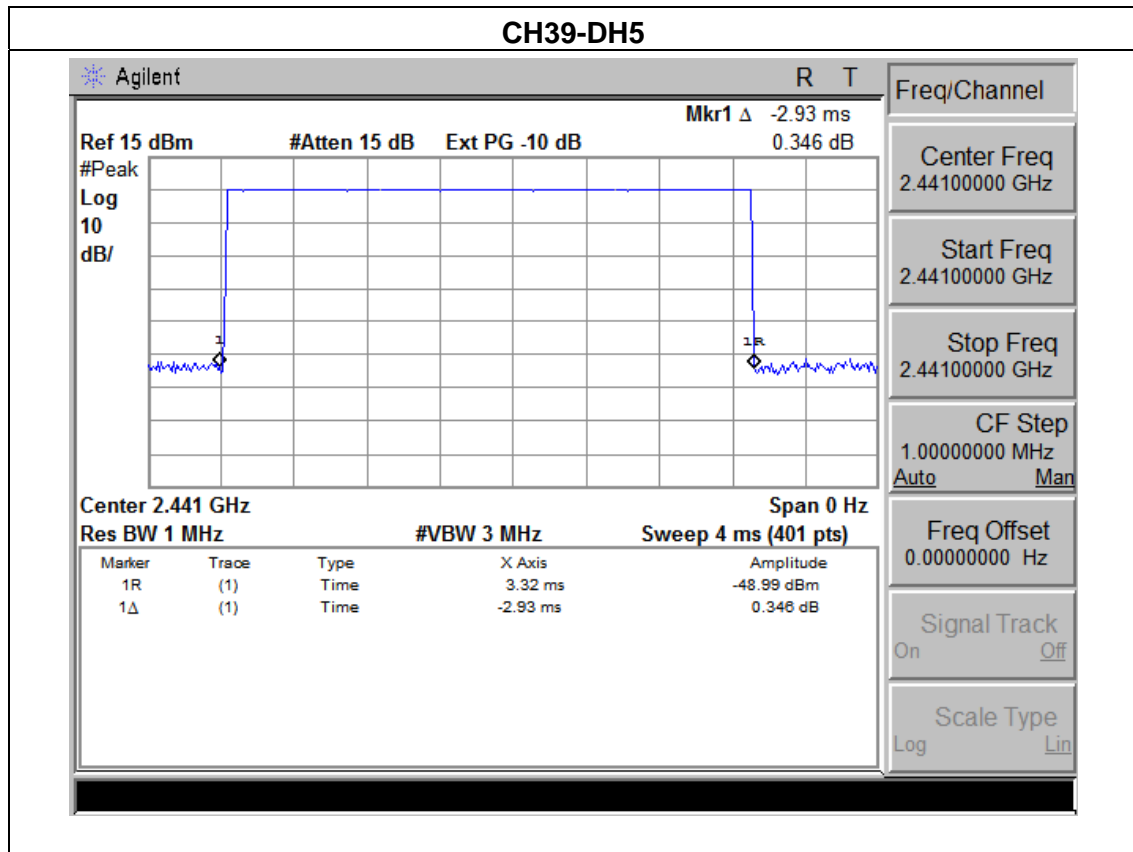 CH39-DH5
Agilent R T
Mkr1 Δ -2.93 ms
Ref 15 dBm #Atten 15 dB Ext PG -10 dB 0.346 dB
#Peak
Log
10
dB/
1
1R
Center 2.441 GHz Span 0 Hz
Res BW 1 MHz #VBW 3 MHz Sweep 4 ms (401 pts)
Marker Trace Type X Axis Amplitude
1R (1) Time 3.32 ms -48.99 dBm
1Δ (1) Time -2.93 ms 0.346 dB
Freq/Channel
Center Freq
2.44100000 GHz
Start Freq
2.44100000 GHz
Stop Freq
2.44100000 GHz
CF Step
1.00000000 MHz
Auto Man
Freq Offset
0.00000000 Hz
Signal Track
On Off
Scale Type
Log Lin